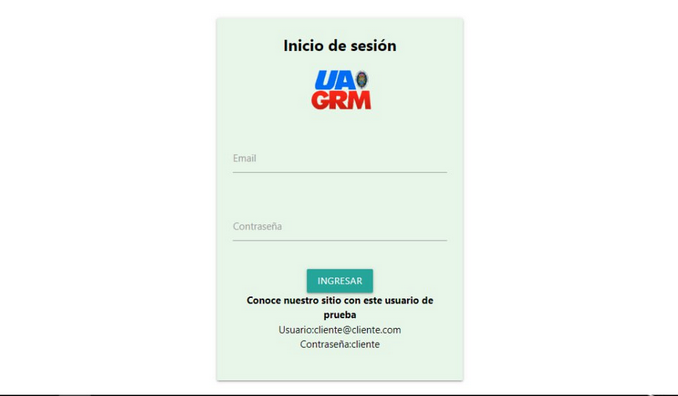 Inicio de sesión
UA
GRM
Email
Contraseña
INGRESAR
Conoce nuestro sitio con este usuario de
prueba
Usuario:cliente@cliente.com
Contraseña:cliente